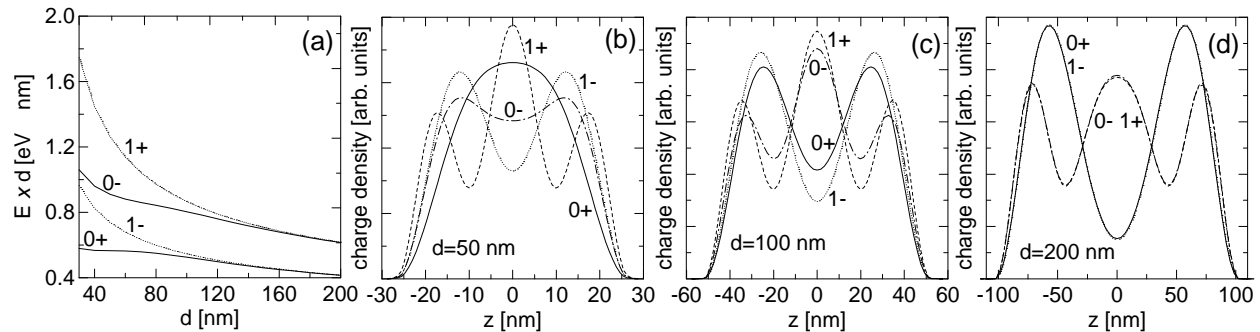 E x d [eV nm]
2.0
1.6
1.2
0.8
0.4
(a)
1+
0-
1-
0+
40
80
120
160
200
d [nm]
charge density [arb. units]
(b)
1+
1-
0-
0+
d=50 nm
-30
-20
-10
0
10
20
30
z [nm]
charge density [arb. units]
(c)
1+
0-
0+
1-
d=100 nm
-60
-40
-20
0
20
40
60
z [nm]
charge density [arb. units]
(d)
0+
1-
0- 1+
d=200 nm
-100
-50
0
50
100
z [nm]